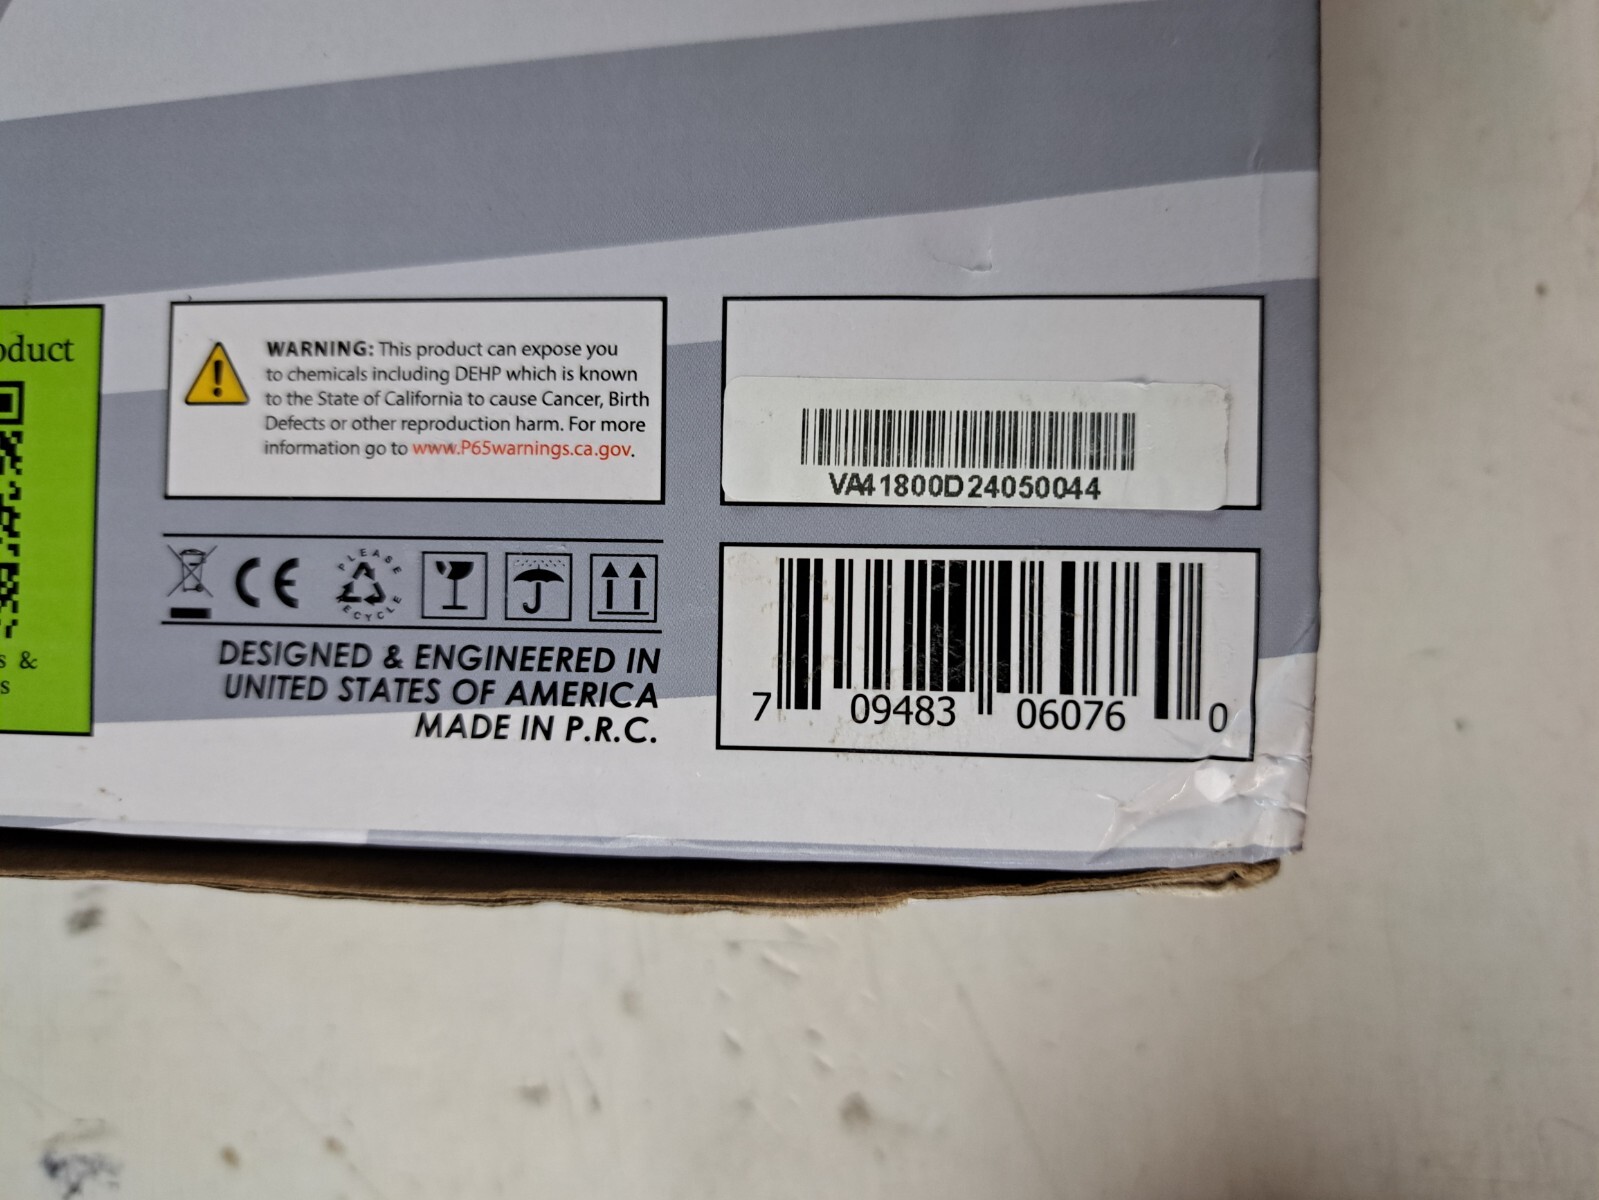 oduct
s &
s
WARNING: This product can expose you
to chemicals including DEHP which is known
to the State of California to cause Cancer, Birth
Defects or other reproduction harm. For more
information go to www.P65warnings.ca.gov.
VA41800D24050044
CE
PLEASE
RECYCLE
DESIGNED & ENGINEERED IN
UNITED STATES OF AMERICA
MADE IN P.R.C.
7 09483 06076 0